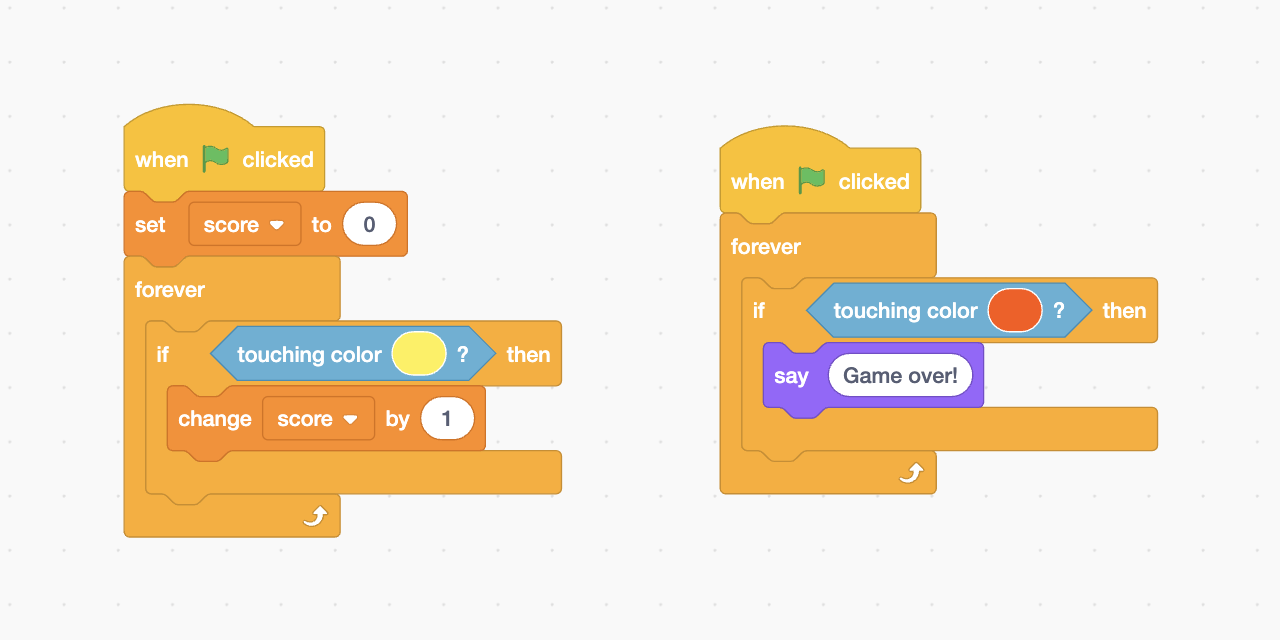 when clicked
set score to 0
forever
if touching color ? then
change score by 1
when clicked
forever
if touching color ? then
say Game over!